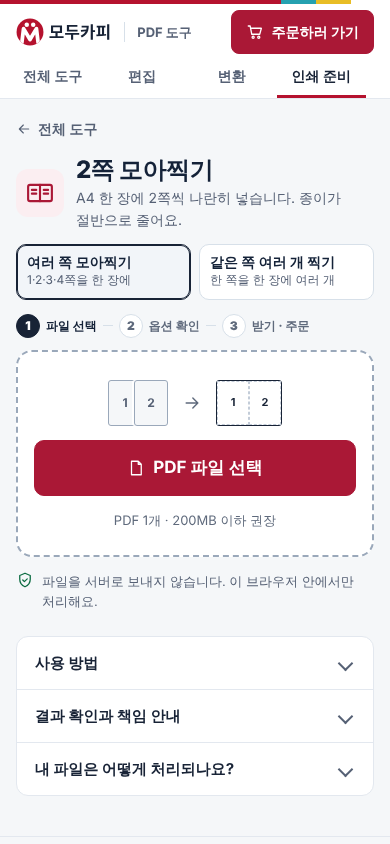 모두카피
PDF 도구
주문하러 가기
전체 도구
편집
변환
인쇄 준비
전체 도구
2쪽 모아찍기
A4 한 장에 2쪽씩 나란히 넣습니다. 종이가
절반으로 줄어요.
여러 쪽 모아찍기
1·2·3·4쪽을 한 장에
같은 쪽 여러 개 찍기
한 쪽을 한 장에 여러 개
1 파일 선택
2 옵션 확인
3 받기 · 주문
1 2
1 2
PDF 파일 선택
PDF 1개 · 200MB 이하 권장
파일을 서버로 보내지 않습니다. 이 브라우저 안에서만
처리해요.
사용 방법
결과 확인과 책임 안내
내 파일은 어떻게 처리되나요?